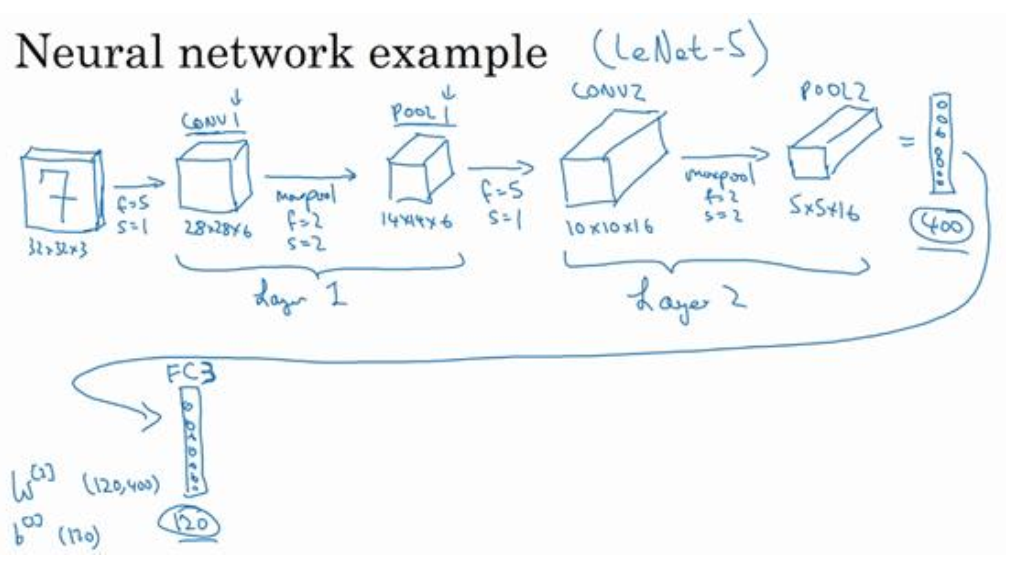 Neural network example (LeNet-5)
CONV1
POOL1
CONV2
POOL2
7
f=5
s=1
maxpool
f=2
s=2
f=5
s=1
maxpool
f=2
s=2
=
32×32×3
28×28×6
14×14×6
10×10×16
5×5×16
400
Layer 1
Layer 2
FC3
W (120,400)
b (120)
120